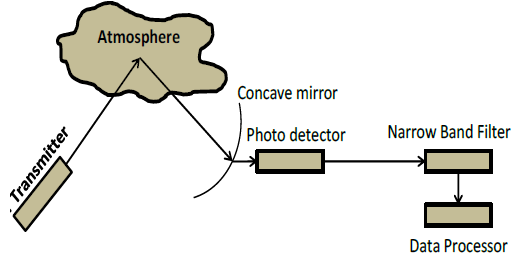 Atmosphere
Concave mirror
Transmitter
Photo detector
Narrow Band Filter
Data Processor